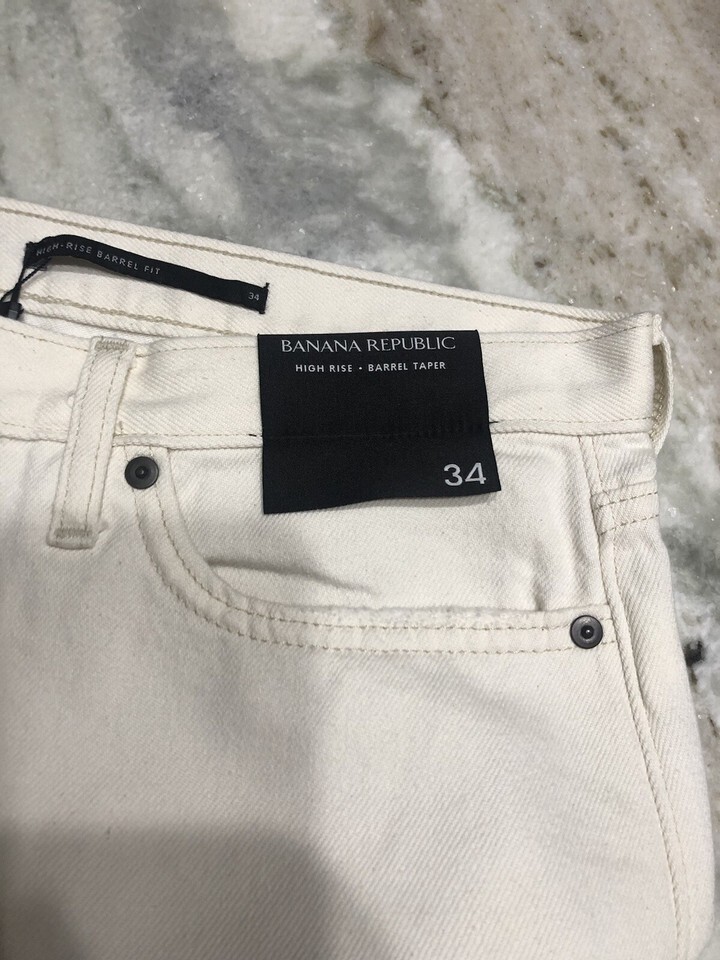 HIGH-RISE BARREL FIT
34
BANANA REPUBLIC
HIGH RISE • BARREL TAPER
34